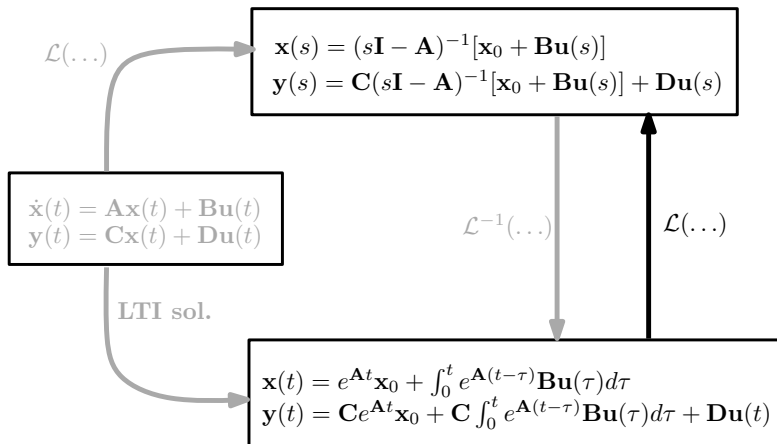 ℒ(…)
𝐱(s) = (s𝐈 − 𝐀)⁻¹[𝐱₀ + 𝐁𝐮(s)]
𝐲(s) = 𝐂(s𝐈 − 𝐀)⁻¹[𝐱₀ + 𝐁𝐮(s)] + 𝐃𝐮(s)
𝐱̇(t) = 𝐀𝐱(t) + 𝐁𝐮(t)
𝐲(t) = 𝐂𝐱(t) + 𝐃𝐮(t)
ℒ⁻¹(…)
ℒ(…)
LTI sol.
𝐱(t) = e^{𝐀t}𝐱₀ + ∫₀ᵗ e^{𝐀(t−τ)}𝐁𝐮(τ)dτ
𝐲(t) = 𝐂e^{𝐀t}𝐱₀ + 𝐂 ∫₀ᵗ e^{𝐀(t−τ)}𝐁𝐮(τ)dτ + 𝐃𝐮(t)